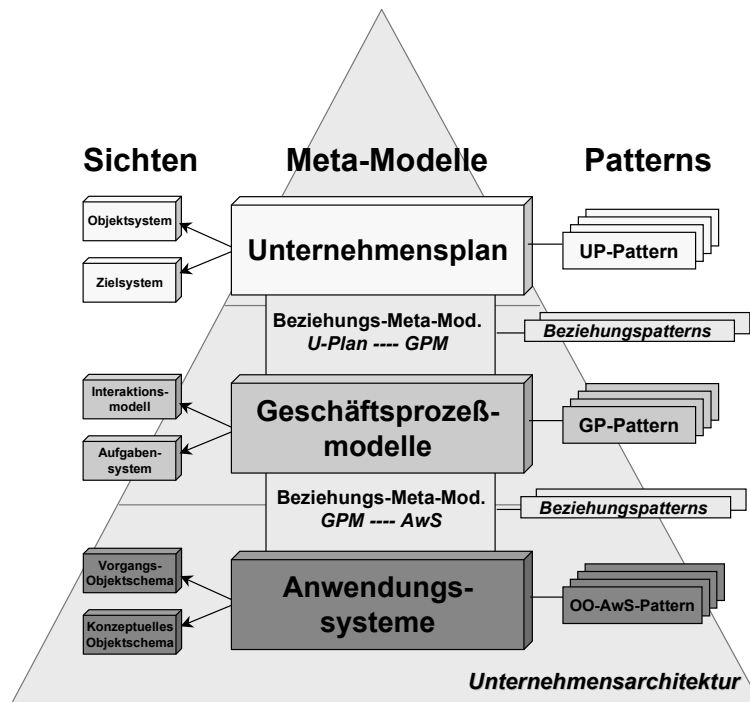 Sichten Meta-Modelle Patterns
Objektsystem
Zielsystem
Unternehmensplan
UP-Pattern
Beziehungs-Meta-Mod.
U-Plan ---- GPM
Beziehungspatterns
Interaktions-
modell
Aufgaben-
system
Geschäftsprozeß-
modelle
GP-Pattern
Beziehungs-Meta-Mod.
GPM ---- AwS
Beziehungspatterns
Vorgangs-
Objektschema
Konzeptuelles
Objektschema
Anwendungs-
systeme
OO-AwS-Pattern
Unternehmensarchitektur